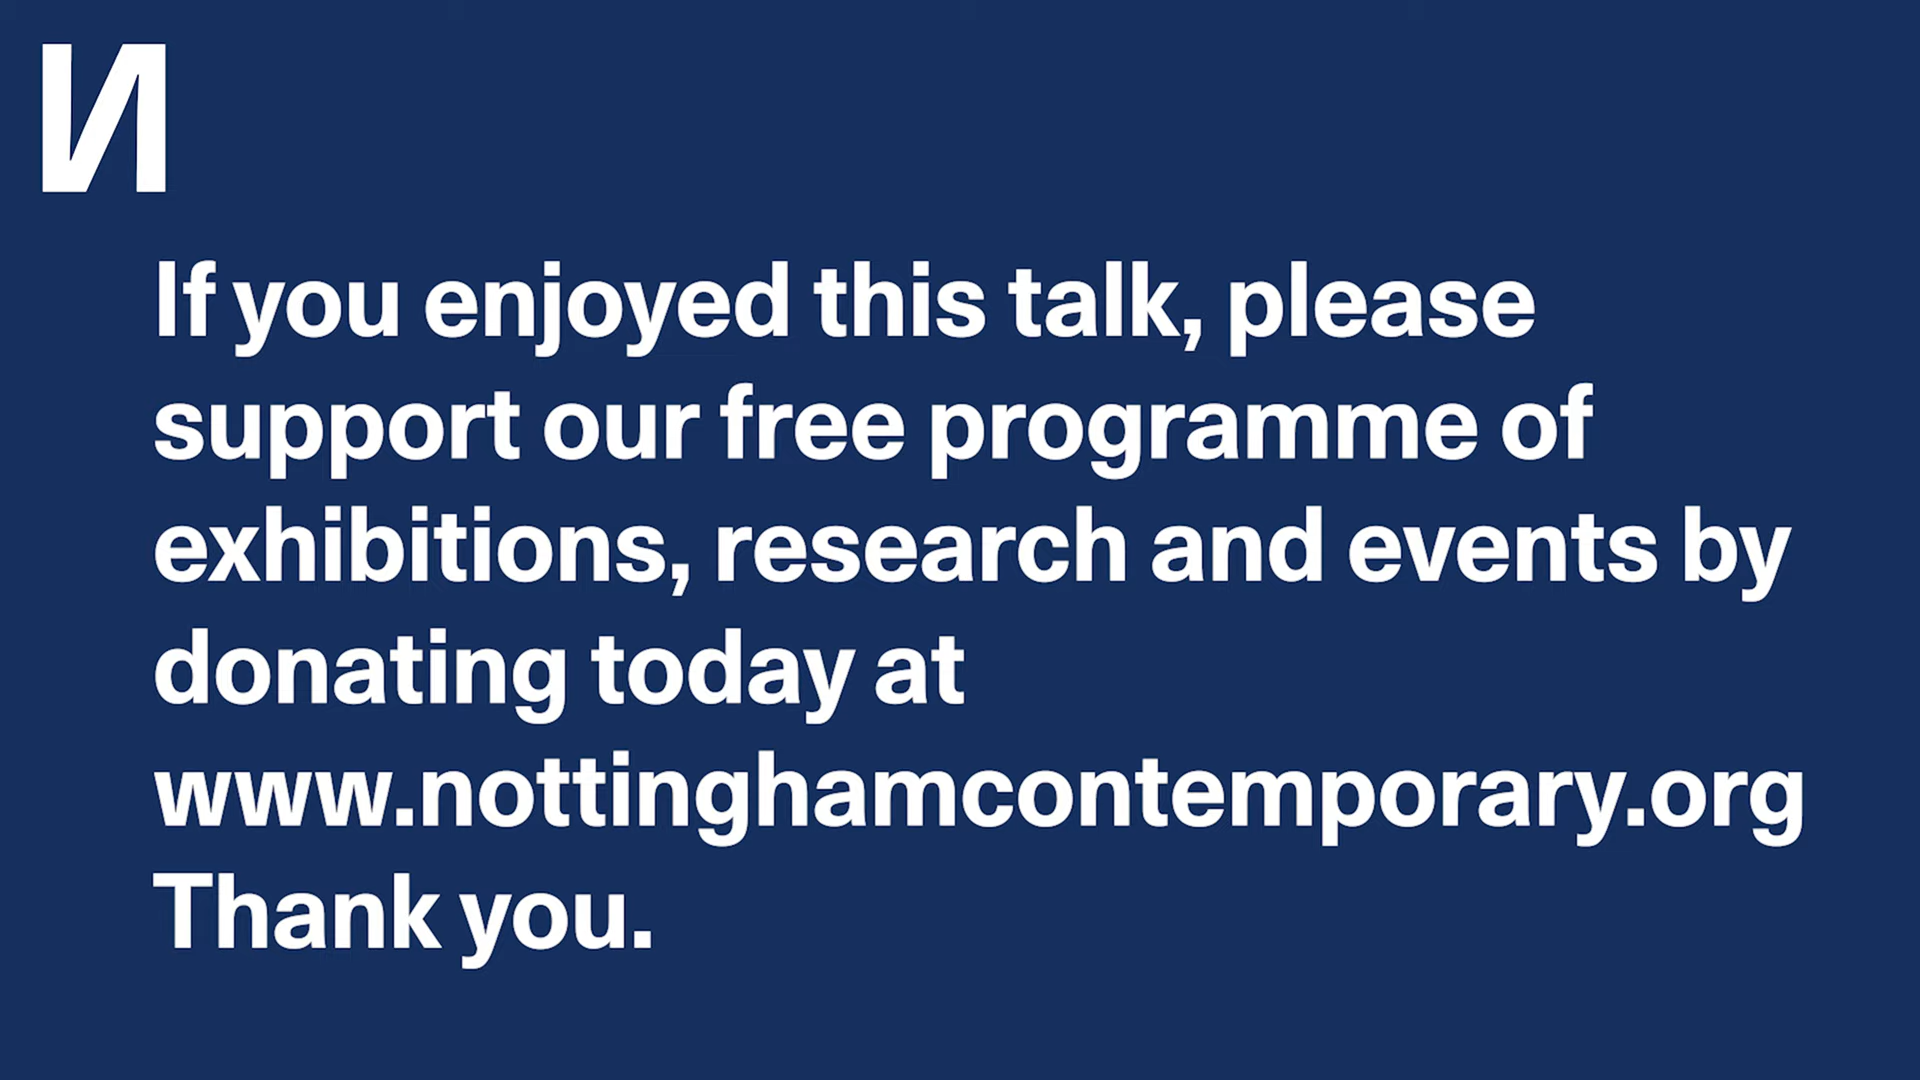 И
If you enjoyed this talk, please
support our free programme of
exhibitions, research and events by
donating today at
www.nottinghamcontemporary.org
Thank you.